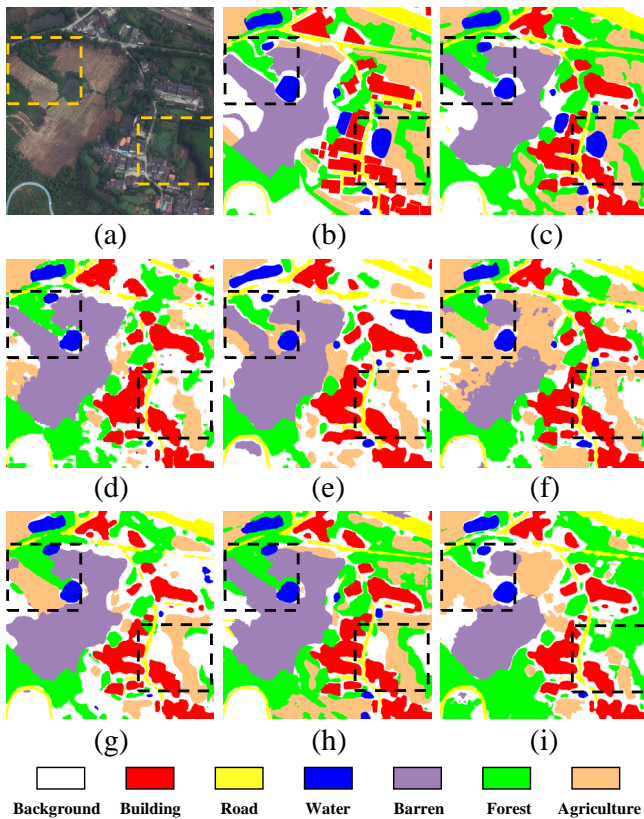 (a) (b) (c)
(d) (e) (f)
(g) (h) (i)
Background Building Road Water Barren Forest Agriculture